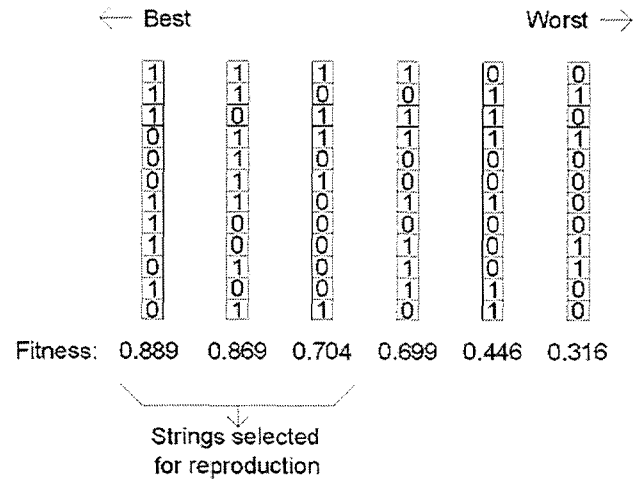 ← Best Worst →
1 1 1 1 0 0
1 1 0 0 1 1
1 0 1 1 1 0
0 1 1 1 1 1
0 1 0 0 0 0
0 1 1 0 0 0
1 1 0 1 1 0
1 0 0 0 0 0
1 0 0 1 0 1
0 1 0 1 0 1
1 0 0 1 1 0
0 1 1 0 1 0
Fitness: 0.889 0.869 0.704 0.699 0.446 0.316
Strings selected
for reproduction